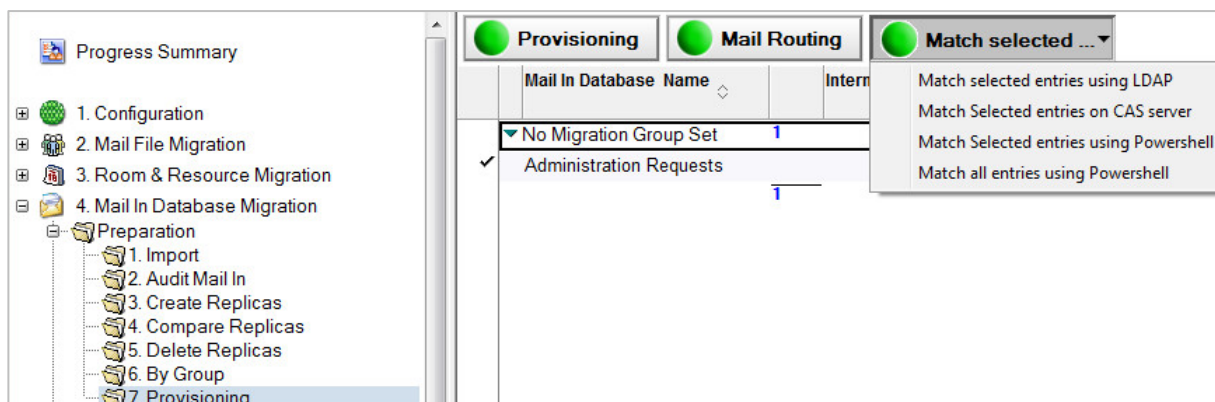 Progress Summary
1. Configuration
2. Mail File Migration
3. Room & Resource Migration
4. Mail In Database Migration
Preparation
1. Import
2. Audit Mail In
3. Create Replicas
4. Compare Replicas
5. Delete Replicas
6. By Group
7. Provisioning
Provisioning
Mail Routing
Match selected ...
Mail In Database Name
Intern
No Migration Group Set 1
Administration Requests
1
Match selected entries using LDAP
Match Selected entries on CAS server
Match Selected entries using Powershell
Match all entries using Powershell